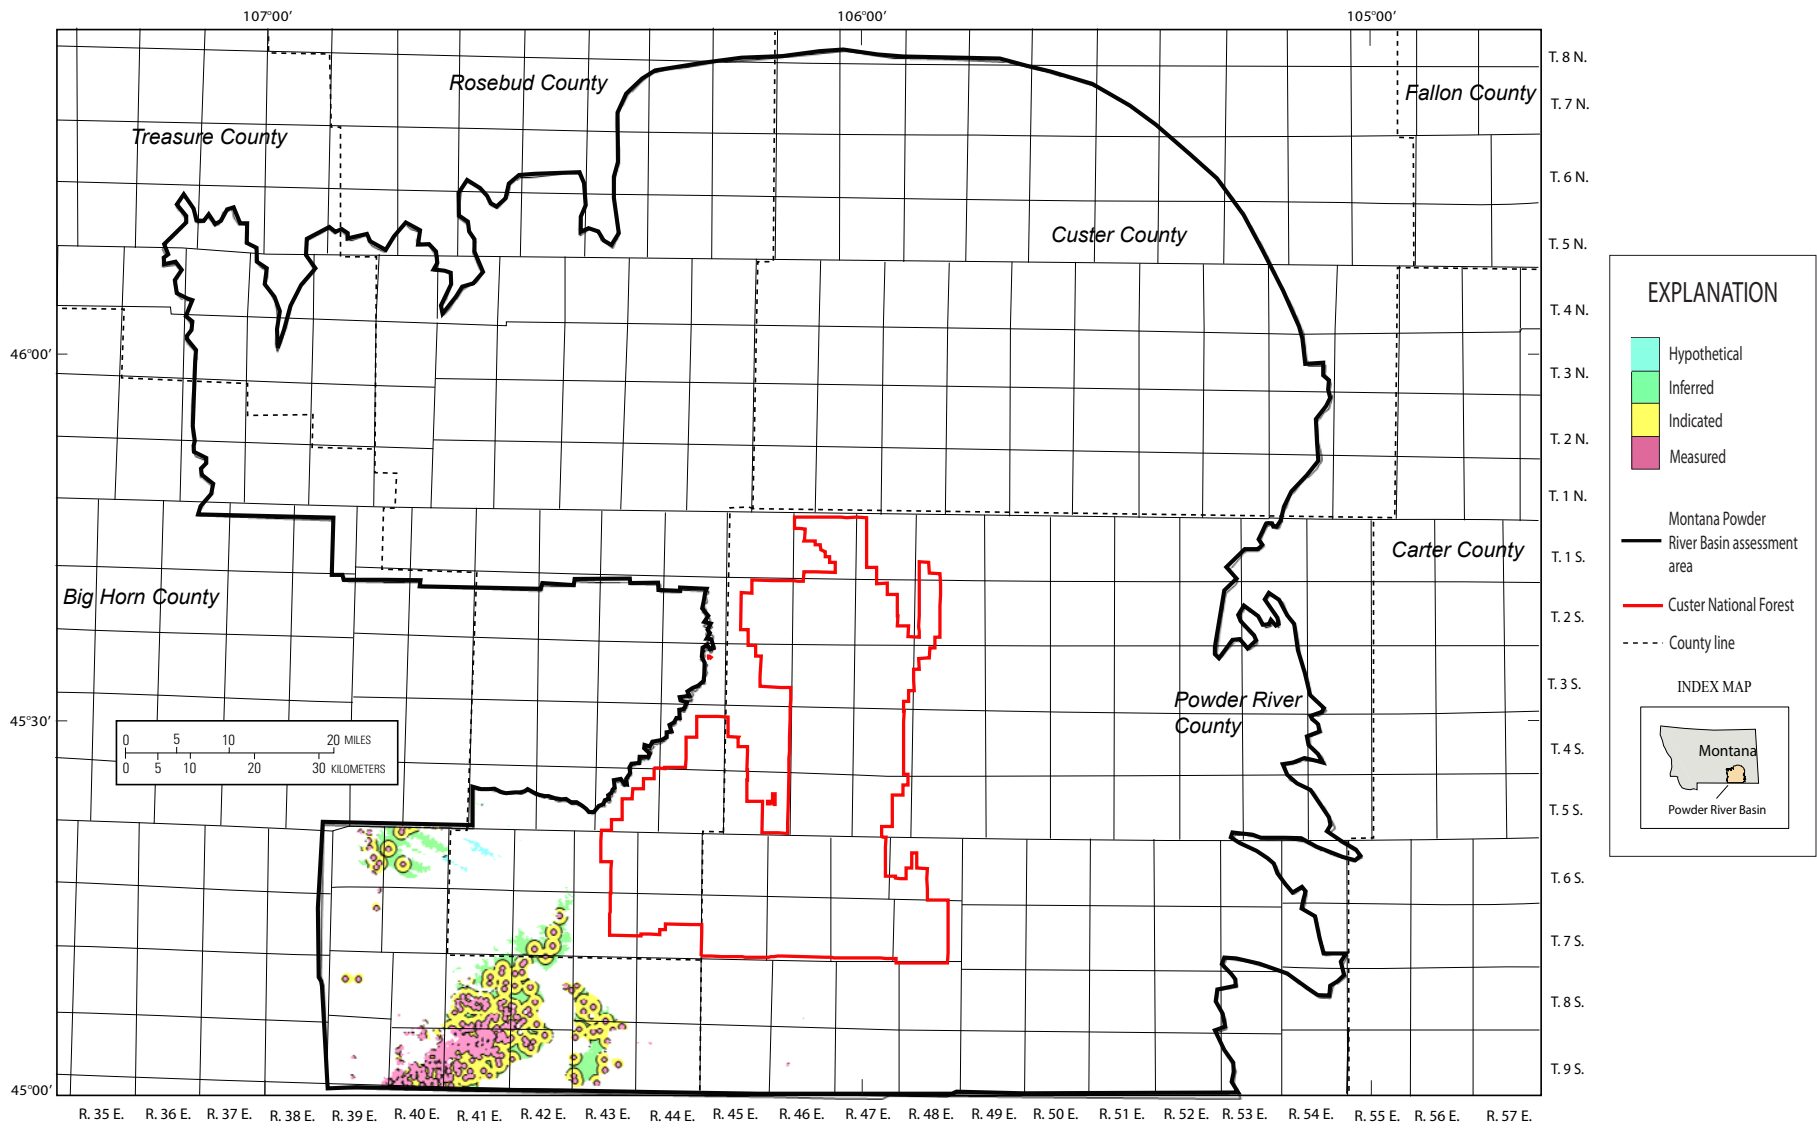 107°00′
106°00′
105°00′
Rosebud County
Treasure County
Fallon County
Custer County
Big Horn County
Carter County
Powder River
County
46°00′
45°30′
45°00′
T. 8 N.
T. 7 N.
T. 6 N.
T. 5 N.
T. 4 N.
T. 3 N.
T. 2 N.
T. 1 N.
T. 1 S.
T. 2 S.
T. 3 S.
T. 4 S.
T. 5 S.
T. 6 S.
T. 7 S.
T. 8 S.
T. 9 S.
0 5 10 20 MILES
0 5 10 20 30 KILOMETERS
R. 35 E. R. 36 E. R. 37 E. R. 38 E. R. 39 E. R. 40 E. R. 41 E. R. 42 E. R. 43 E. R. 44 E. R. 45 E. R. 46 E. R. 47 E. R. 48 E. R. 49 E. R. 50 E. R. 51 E. R. 52 E. R. 53 E. R. 54 E. R. 55 E. R. 56 E. R. 57 E.
EXPLANATION
Hypothetical
Inferred
Indicated
Measured
Montana Powder
River Basin assessment
area
Custer National Forest
County line
INDEX MAP
Montana
Powder River Basin